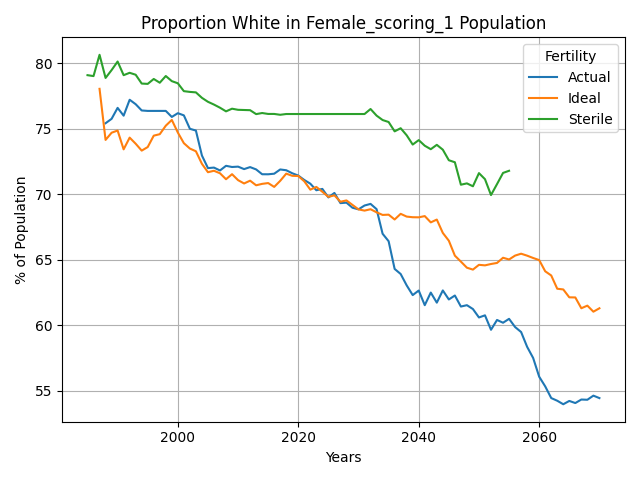 Proportion White in Female_scoring_1 Population
Fertility
Actual
Ideal
Sterile
80
75
70
65
60
55
% of Population
2000
2020
2040
2060
Years